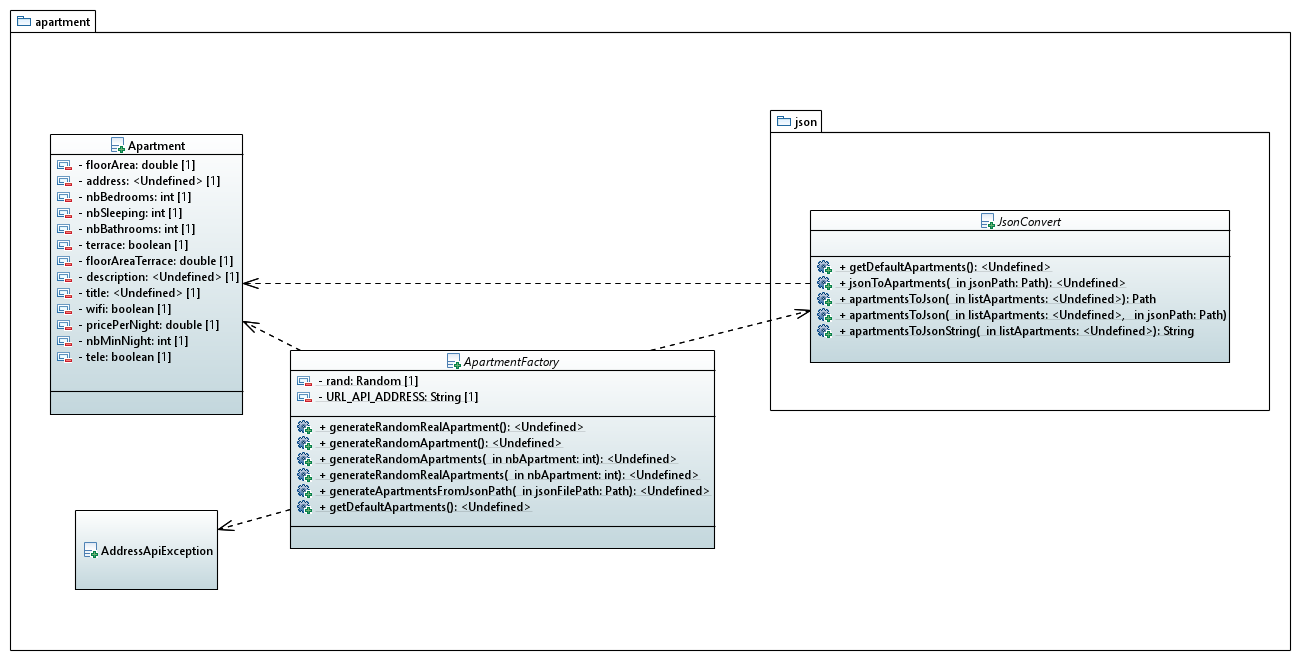 apartment
Apartment
- floorArea: double [1]
- address: <Undefined> [1]
- nbBedrooms: int [1]
- nbSleeping: int [1]
- nbBathrooms: int [1]
- terrace: boolean [1]
- floorAreaTerrace: double [1]
- description: <Undefined> [1]
- title: <Undefined> [1]
- wifi: boolean [1]
- pricePerNight: double [1]
- nbMinNight: int [1]
- tele: boolean [1]
json
JsonConvert
+ getDefaultApartments(): <Undefined>
+ jsonToApartments( in jsonPath: Path): <Undefined>
+ apartmentsToJson( in listApartments: <Undefined>): Path
+ apartmentsToJson( in listApartments: <Undefined>, in jsonPath: Path)
+ apartmentsToJsonString( in listApartments: <Undefined>): String
ApartmentFactory
- rand: Random [1]
- URL_API_ADDRESS: String [1]
+ generateRandomRealApartment(): <Undefined>
+ generateRandomApartment(): <Undefined>
+ generateRandomApartments( in nbApartment: int): <Undefined>
+ generateRandomRealApartments( in nbApartment: int): <Undefined>
+ generateApartmentsFromJsonPath( in jsonFilePath: Path): <Undefined>
+ getDefaultApartments(): <Undefined>
AddressApiException